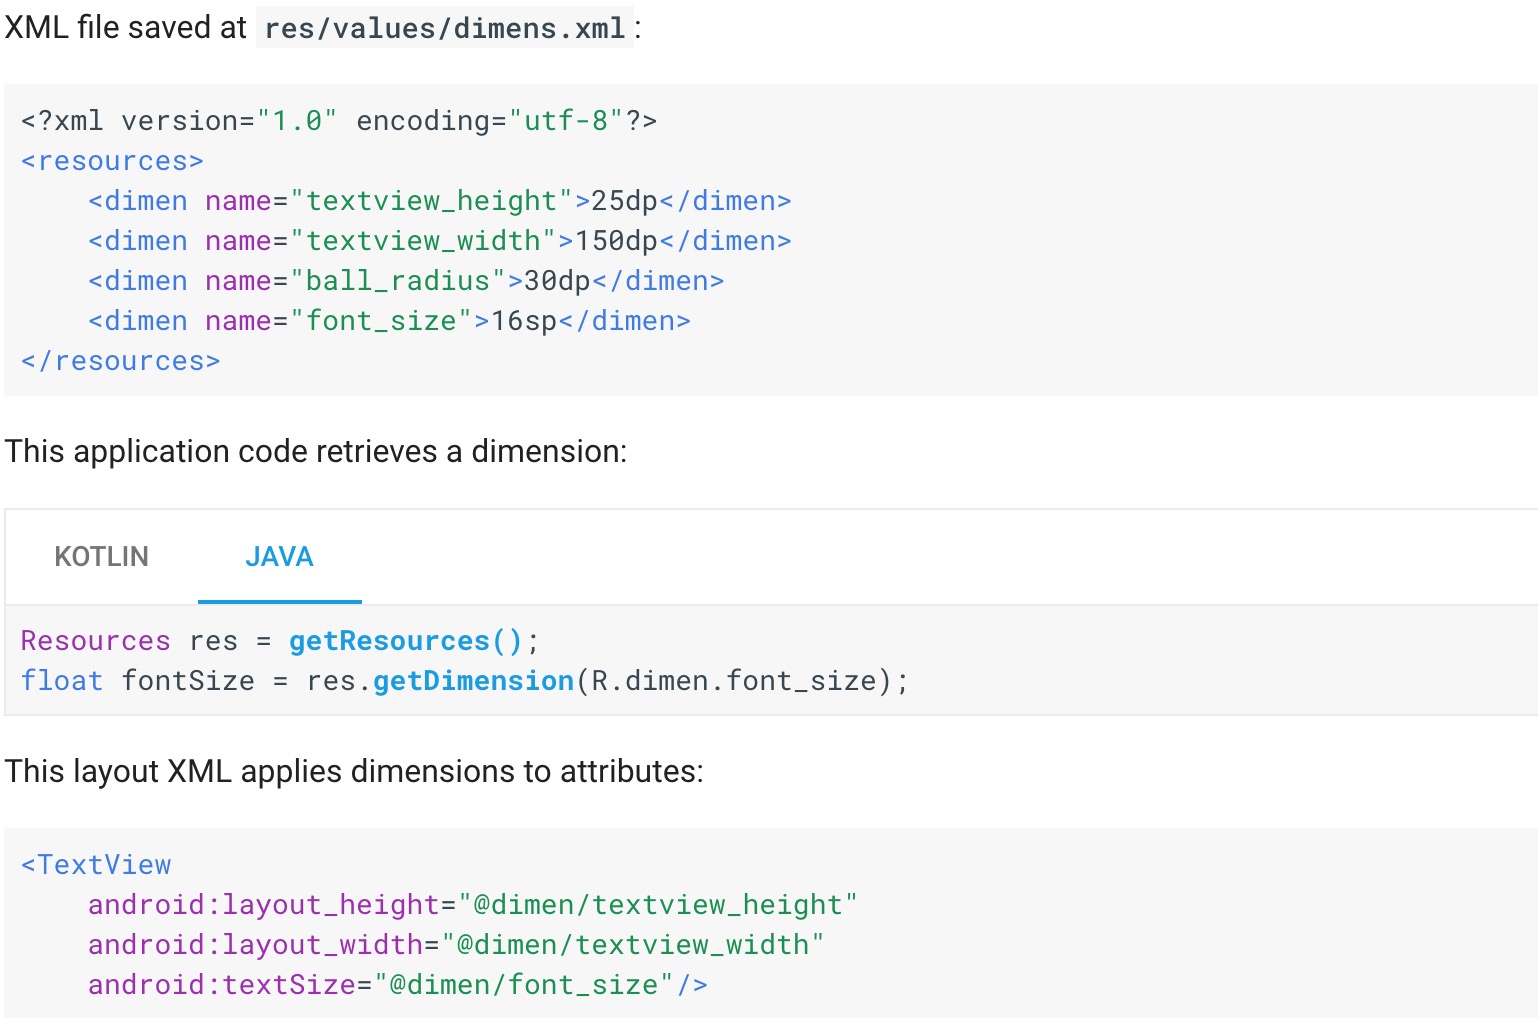 XML file saved at res/values/dimens.xml:
<?xml version="1.0" encoding="utf-8"?>
<resources>
    <dimen name="textview_height">25dp</dimen>
    <dimen name="textview_width">150dp</dimen>
    <dimen name="ball_radius">30dp</dimen>
    <dimen name="font_size">16sp</dimen>
</resources>
This application code retrieves a dimension:
KOTLIN JAVA
Resources res = getResources();
float fontSize = res.getDimension(R.dimen.font_size);
This layout XML applies dimensions to attributes:
<TextView
    android:layout_height="@dimen/textview_height"
    android:layout_width="@dimen/textview_width"
    android:textSize="@dimen/font_size"/>